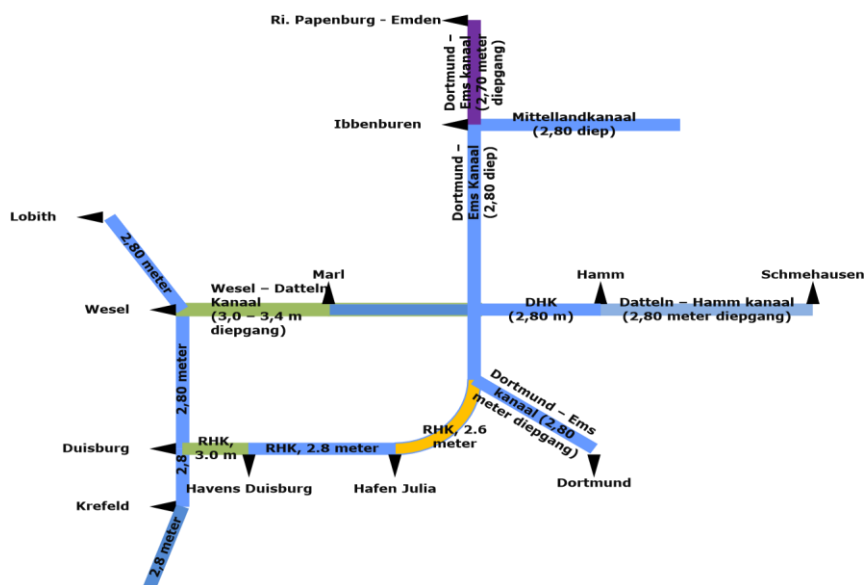 Ri. Papenburg - Emden
Dortmund –
Ems kanaal
(2,70 meter
diepgang)
Ibbenburen
Mittellandkanaal
(2,80 diep)
Dortmund –
Ems Kanaal
(2,80 diep)
Lobith
2,80 meter
Wesel
Wesel – Datteln
Kanaal
(3,0 – 3,4 m
diepgang)
Marl
DHK
(2,80 m)
Hamm
Datteln – Hamm kanaal
(2,80 meter diepgang)
Schmehausen
2,80 meter
Dortmund – Ems
kanaal (2,80
meter diepgang)
Duisburg
RHK,
3.0 m
RHK, 2.8 meter
RHK, 2.6
meter
2,8
Havens Duisburg
Hafen Julia
Dortmund
Krefeld
2,8 meter